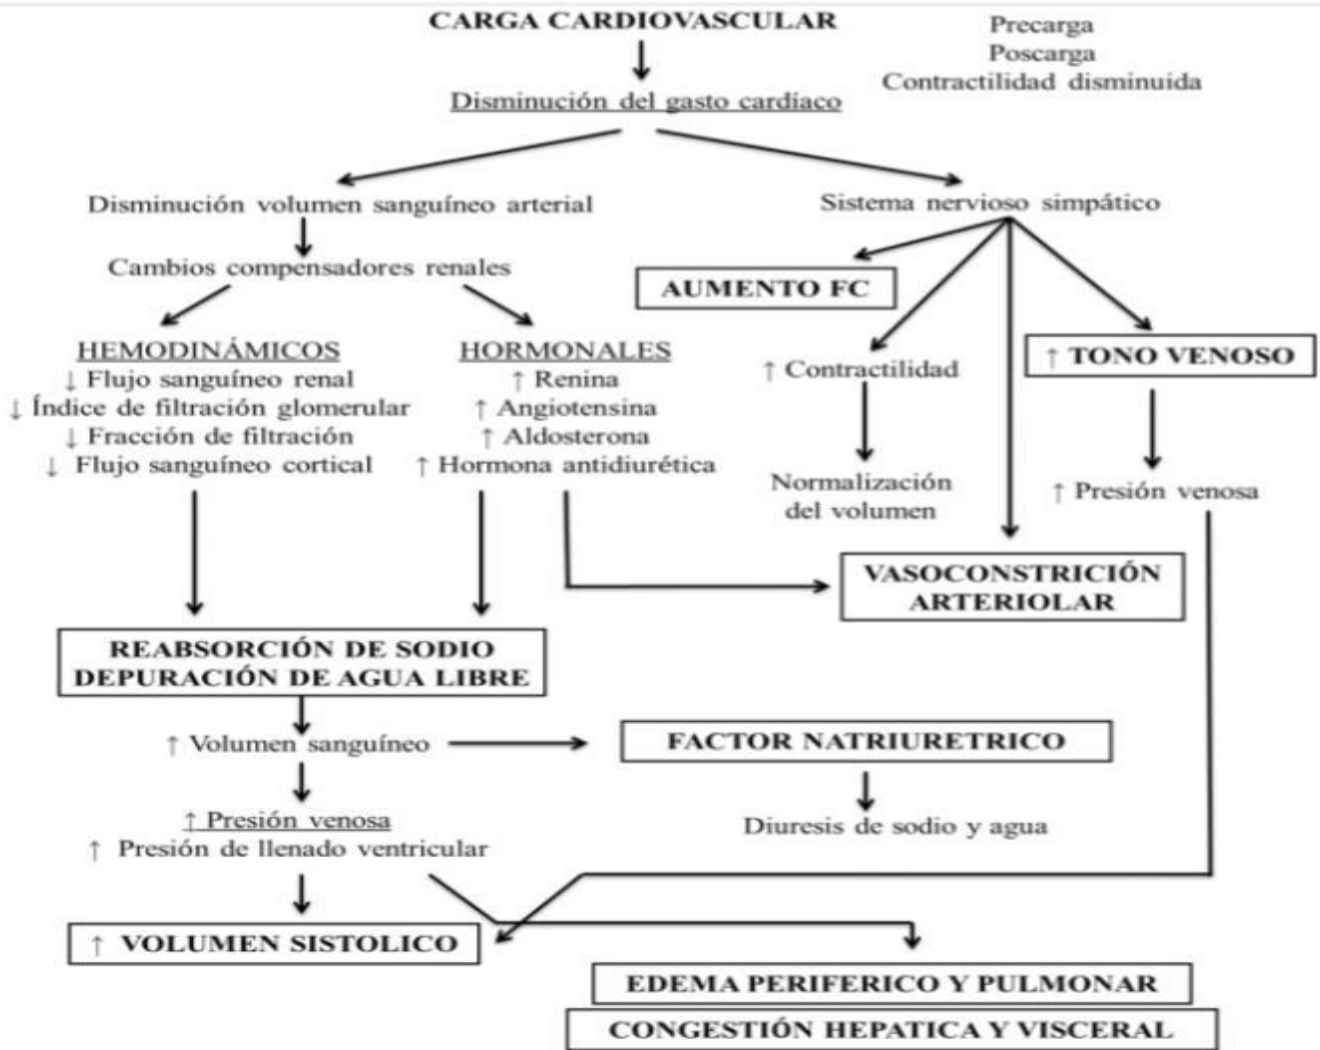 CARGA CARDIOVASCULAR
Precarga
Poscarga
Contractilidad disminuida
Disminución del gasto cardíaco
Disminución volumen sanguíneo arterial
Sistema nervioso simpático
Cambios compensadores renales
AUMENTO FC
HEMODINÁMICOS
↓ Flujo sanguíneo renal
↓ Índice de filtración glomerular
↓ Fracción de filtración
↓ Flujo sanguíneo cortical
HORMONALES
↑ Renina
↑ Angiotensina
↑ Aldosterona
↑ Hormona antidiurética
↑ Contractilidad
↑ TONO VENOSO
Normalización
del volumen
↑ Presión venosa
VASOCONSTRICIÓN
ARTERIOLAR
REABSORCIÓN DE SODIO
DEPURACIÓN DE AGUA LIBRE
↑ Volumen sanguíneo
FACTOR NATRIURETRICO
↑ Presión venosa
↑ Presión de llenado ventricular
Diuresis de sodio y agua
↑ VOLUMEN SISTOLICO
EDEMA PERIFERICO Y PULMONAR
CONGESTIÓN HEPATICA Y VISCERAL